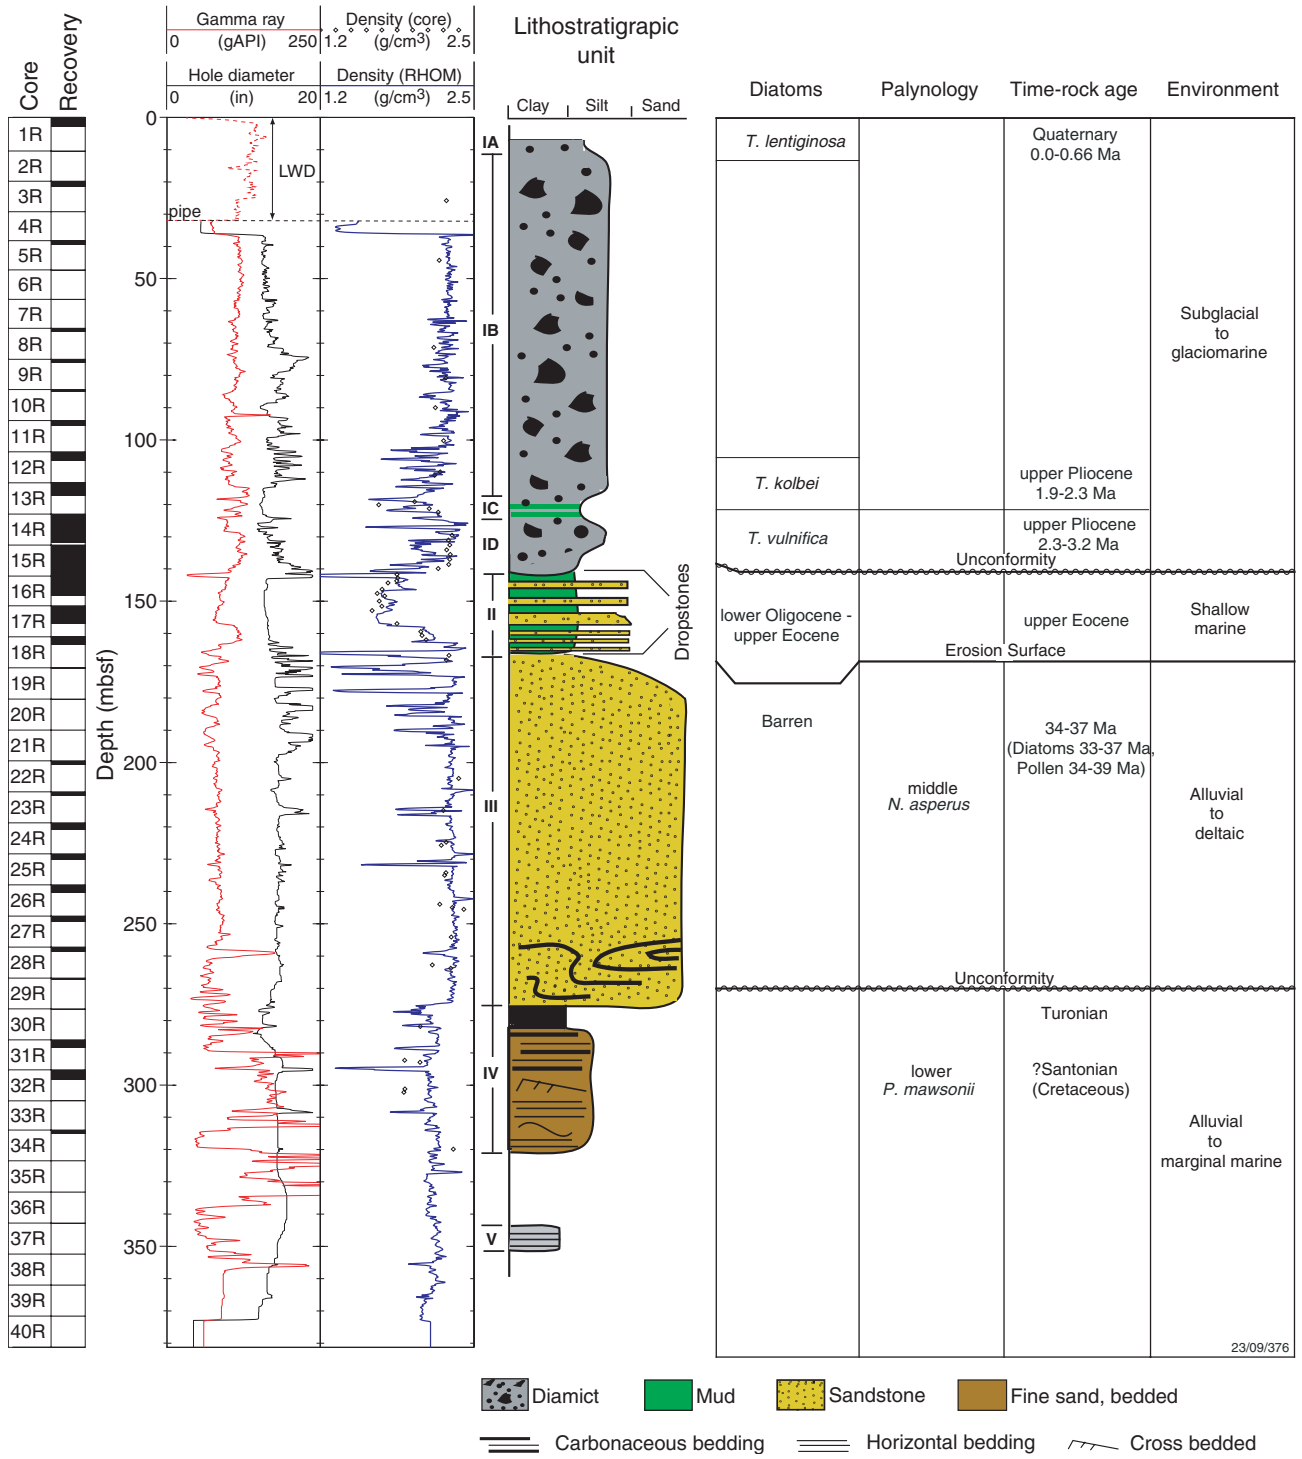 Core
Recovery
Gamma ray
0 (gAPI) 250
Hole diameter
0 (in) 20
Density (core)
1.2 (g/cm3) 2.5
Density (RHOM)
1.2 (g/cm3) 2.5
Lithostratigrapic
unit
Clay Silt Sand
Diatoms
Palynology
Time-rock age
Environment
1R
2R
3R
4R
5R
6R
7R
8R
9R
10R
11R
12R
13R
14R
15R
16R
17R
18R
19R
20R
21R
22R
23R
24R
25R
26R
27R
28R
29R
30R
31R
32R
33R
34R
35R
36R
37R
38R
39R
40R
Depth (mbsf)
0
50
100
150
200
250
300
350
LWD
pipe
IA
IB
IC
ID
II
III
IV
V
Dropstones
T. lentiginosa
T. kolbei
T. vulnifica
lower Oligocene -
upper Eocene
Barren
middle
N. asperus
lower
P. mawsonii
Quaternary
0.0-0.66 Ma
upper Pliocene
1.9-2.3 Ma
upper Pliocene
2.3-3.2 Ma
Unconformity
upper Eocene
Erosion Surface
34-37 Ma
(Diatoms 33-37 Ma,
Pollen 34-39 Ma)
Unconformity
Turonian
?Santonian
(Cretaceous)
Subglacial
to
glaciomarine
Shallow
marine
Alluvial
to
deltaic
Alluvial
to
marginal marine
23/09/376
Diamict
Mud
Sandstone
Fine sand, bedded
Carbonaceous bedding
Horizontal bedding
Cross bedded